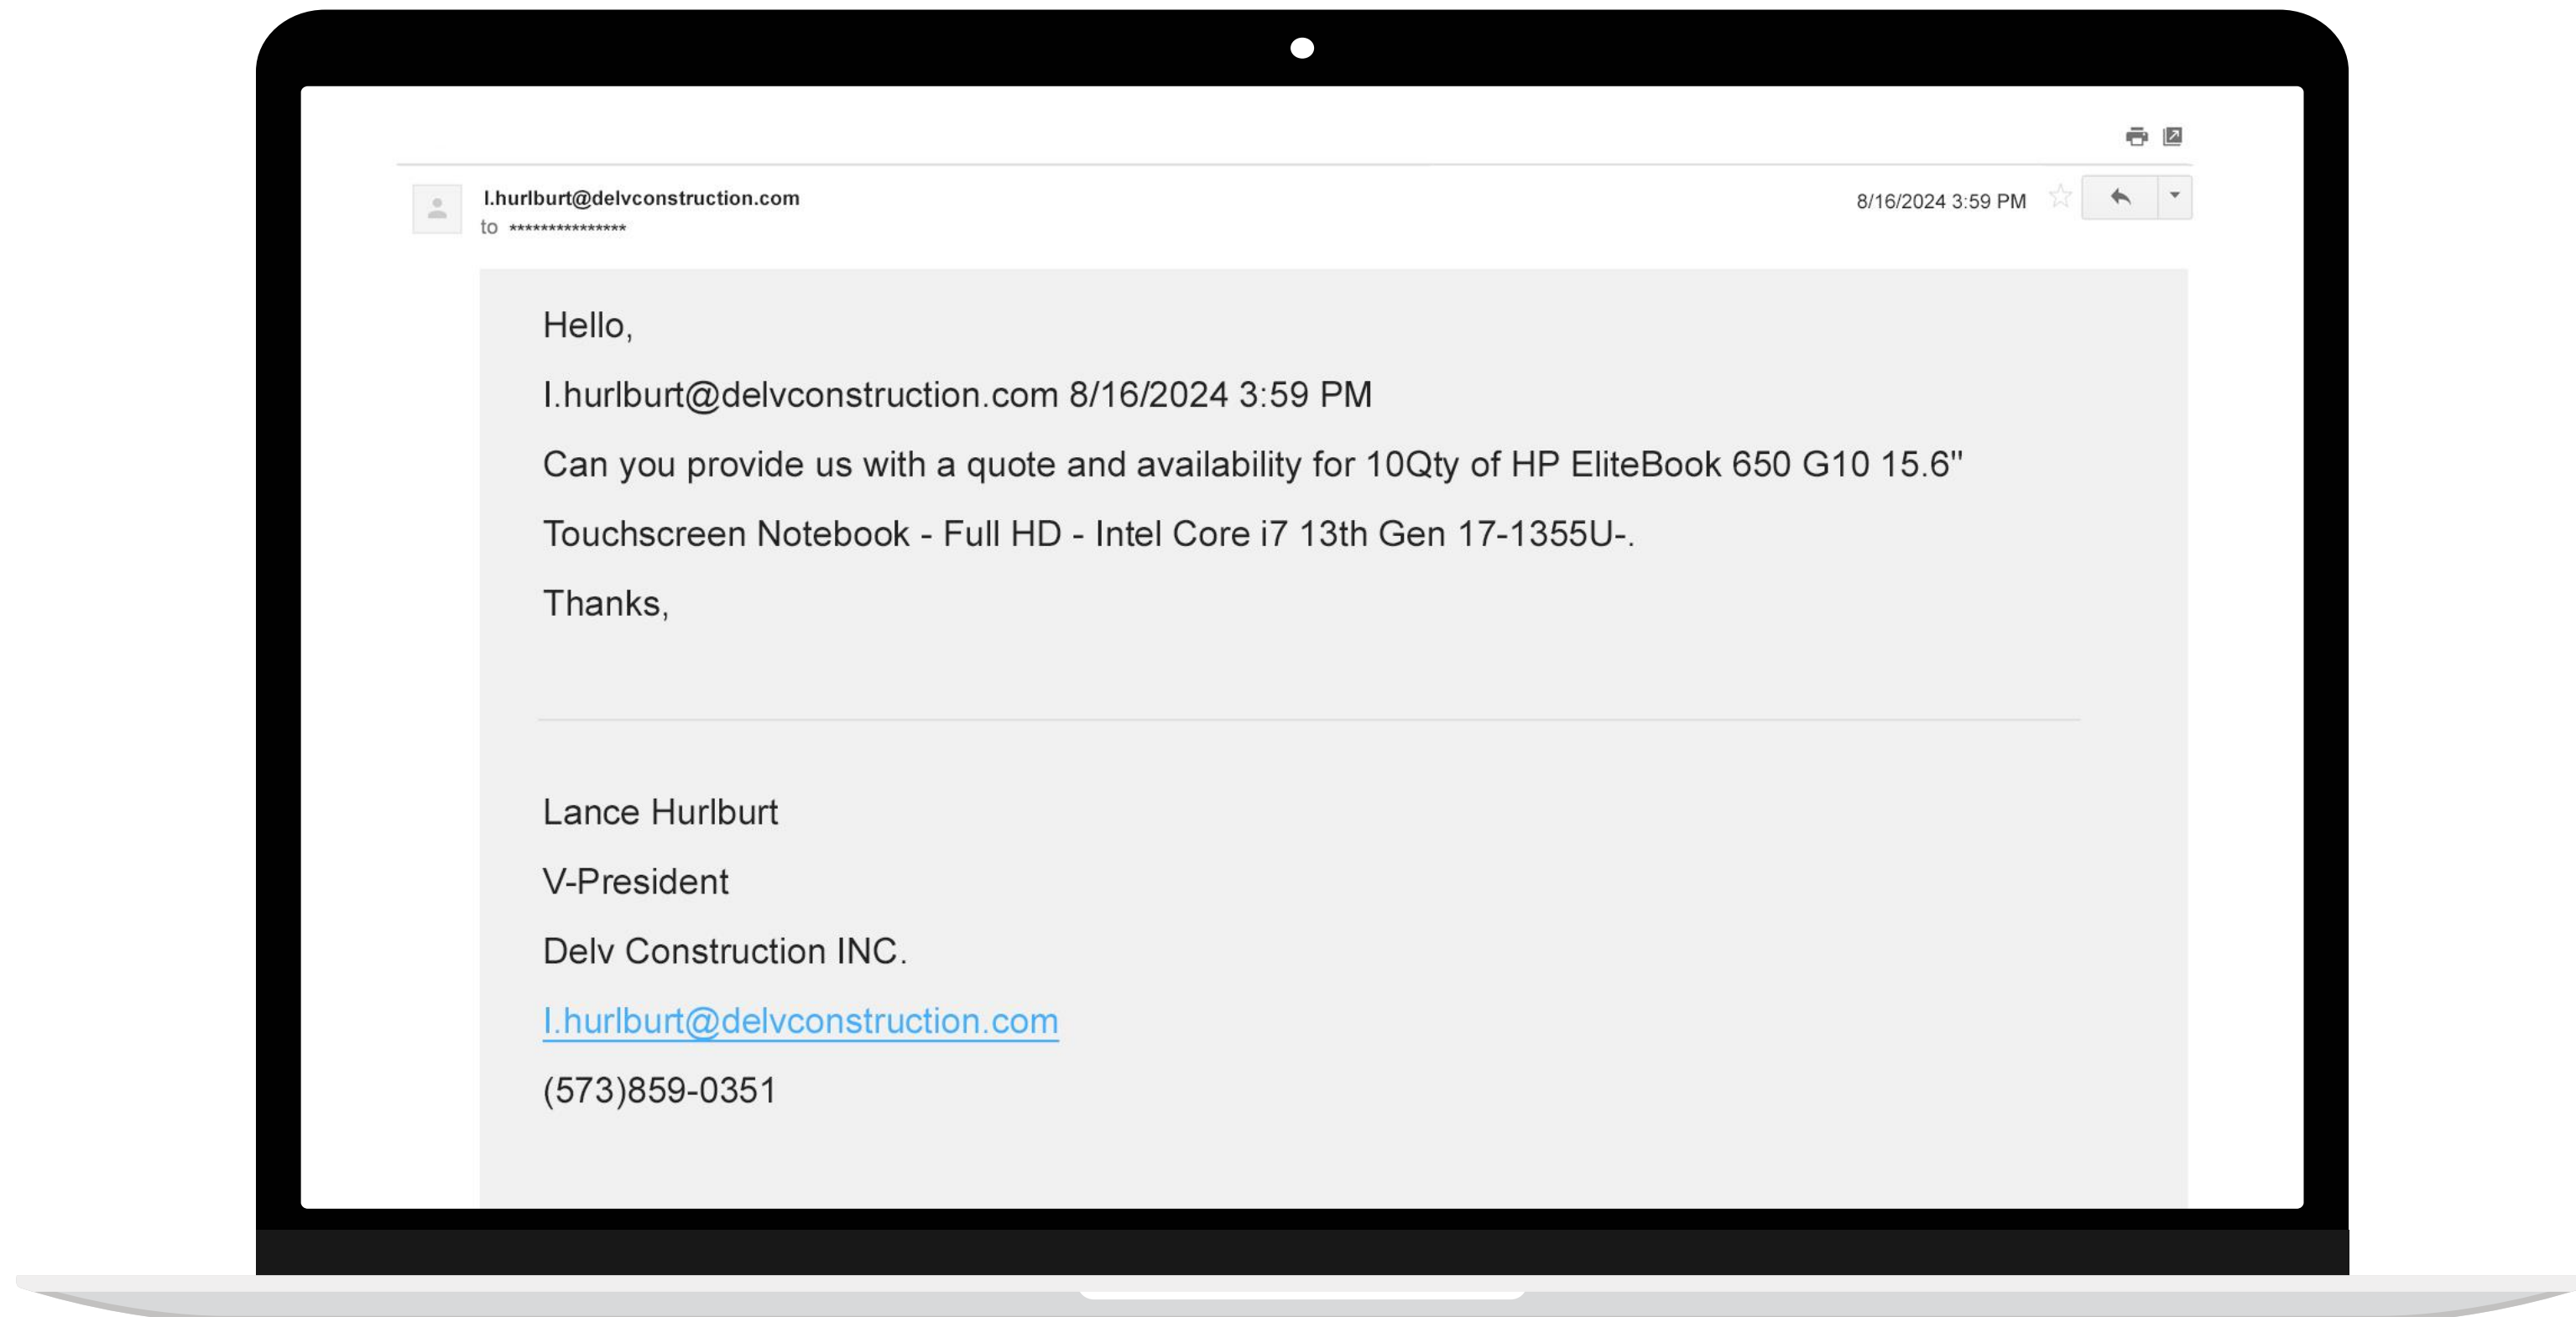 l.hurlburt@delvconstruction.com
8/16/2024 3:59 PM
to ***************
Hello,
l.hurlburt@delvconstruction.com 8/16/2024 3:59 PM
Can you provide us with a quote and availability for 10Qty of HP EliteBook 650 G10 15.6"
Touchscreen Notebook - Full HD - Intel Core i7 13th Gen 17-1355U-.
Thanks,
Lance Hurlburt
V-President
Delv Construction INC.
l.hurlburt@delvconstruction.com
(573)859-0351